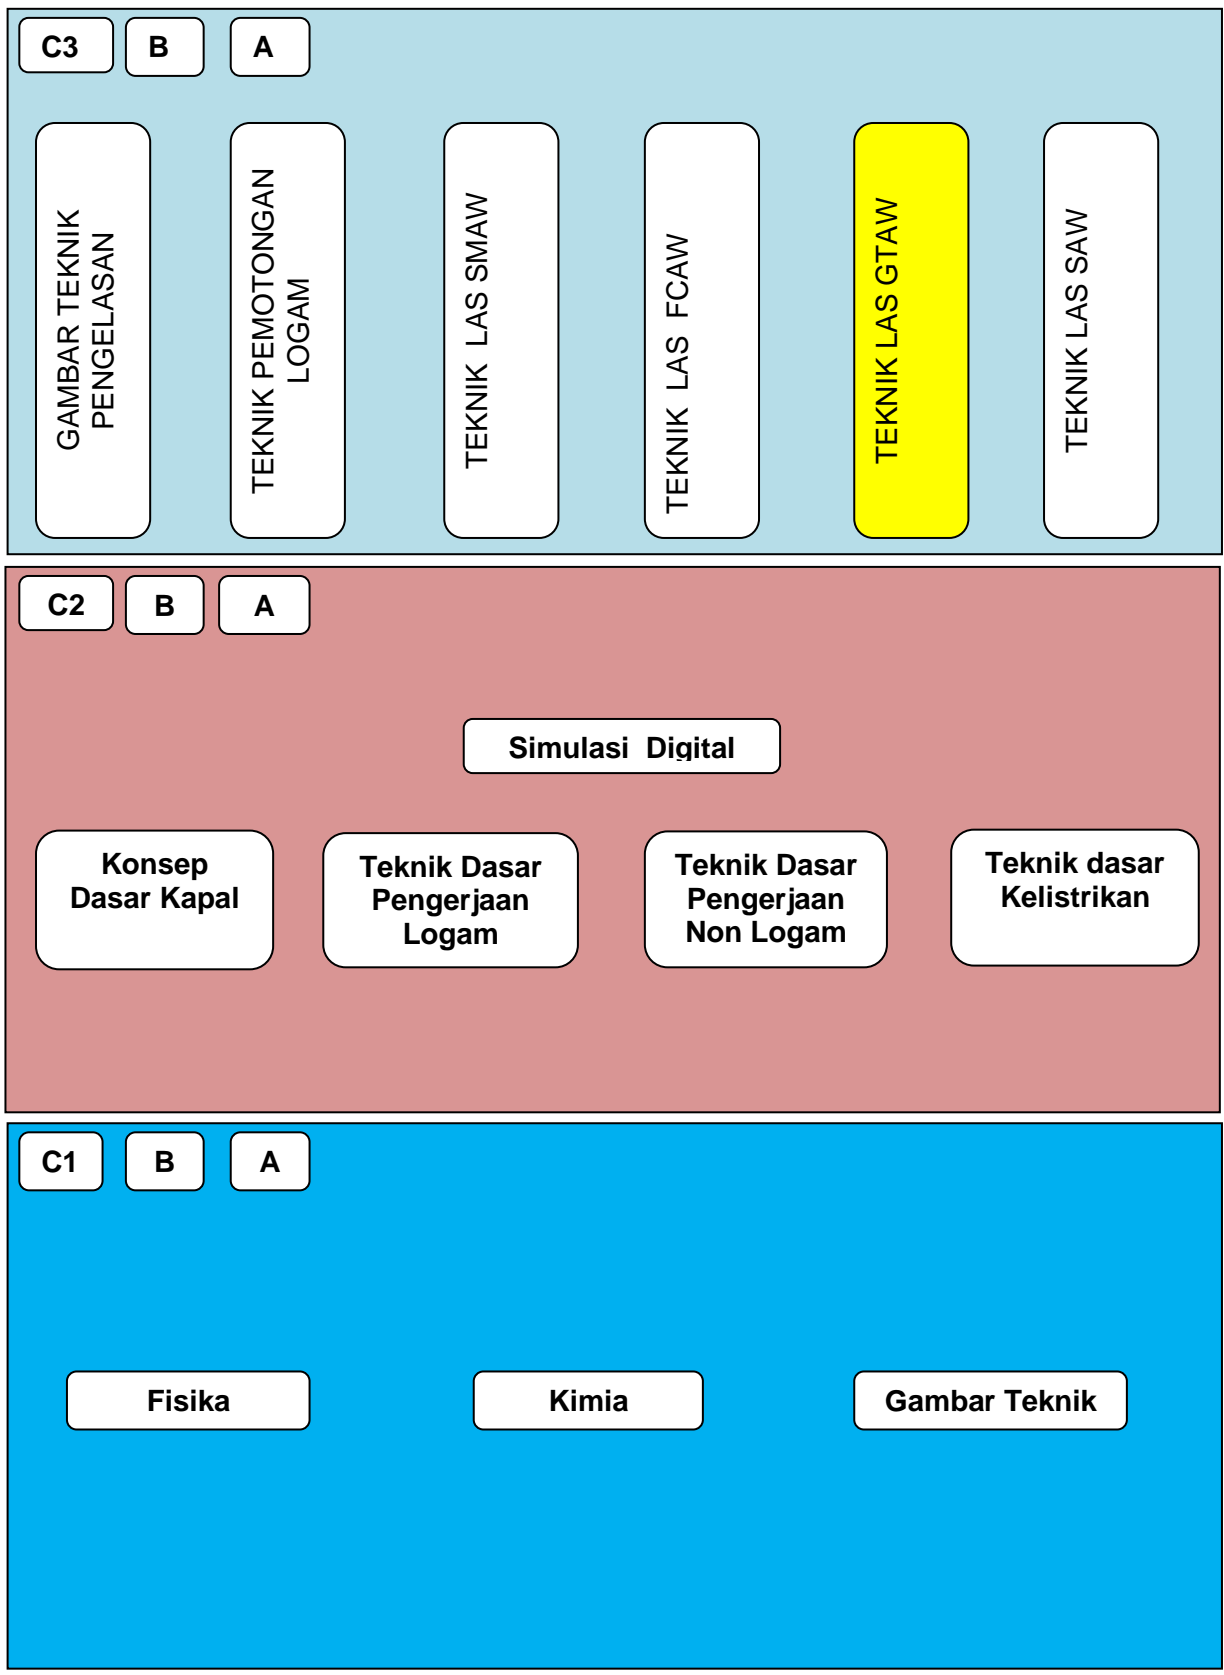 C3 B A
GAMBAR TEKNIK
PENGELASAN
TEKNIK PEMOTONGAN
LOGAM
TEKNIK LAS SMAW
TEKNIK LAS FCAW
TEKNIK LAS GTAW
TEKNIK LAS SAW
C2 B A
Simulasi Digital
Konsep
Dasar Kapal
Teknik Dasar
Pengerjaan
Logam
Teknik Dasar
Pengerjaan
Non Logam
Teknik dasar
Kelistrikan
C1 B A
Fisika
Kimia
Gambar Teknik